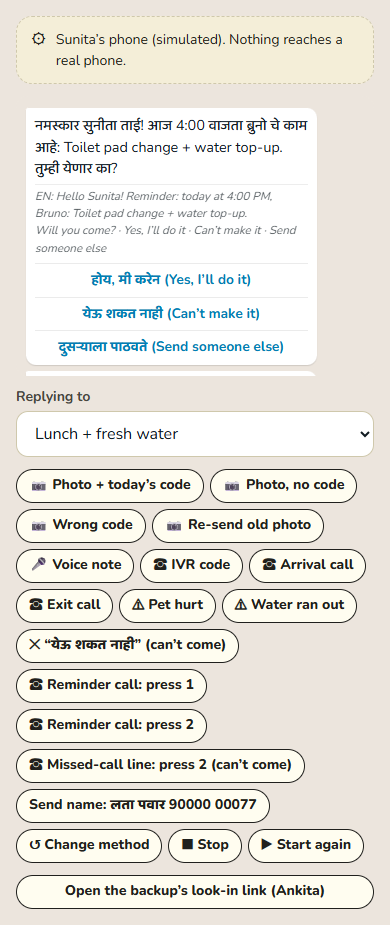 Sunita's phone (simulated). Nothing reaches a
real phone.
नमस्कार सुनीता ताई! आज 4:00 वाजता ब्रुनो चे काम
आहे: Toilet pad change + water top-up.
तुम्ही येणार का?
EN: Hello Sunita! Reminder: today at 4:00 PM,
Bruno: Toilet pad change + water top-up.
Will you come? · Yes, I'll do it · Can't make it · Send
someone else
होय, मी करेन (Yes, I'll do it)
येऊ शकत नाही (Can't make it)
दुसऱ्याला पाठवते (Send someone else)
Replying to
Lunch + fresh water
📷 Photo + today's code
📷 Photo, no code
📷 Wrong code
📷 Re-send old photo
🎤 Voice note
☎ IVR code
☎ Arrival call
☎ Exit call
⚠ Pet hurt
⚠ Water ran out
✕ “येऊ शकत नाही” (can't come)
☎ Reminder call: press 1
☎ Reminder call: press 2
☎ Missed-call line: press 2 (can't come)
Send name: लता पवार 90000 00077
↺ Change method
■ Stop
▶ Start again
Open the backup's look-in link (Ankita)